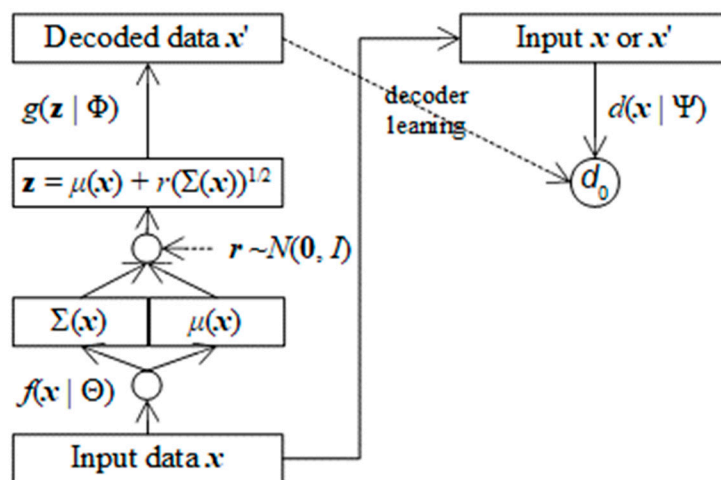 Decoded data x'
Input x or x'
g(z | Φ)
decoder
leaning
d(x | Ψ)
z = μ(x) + r(Σ(x))^1/2
d₀
r ~N(0, I)
Σ(x)
μ(x)
f(x | Θ)
Input data x